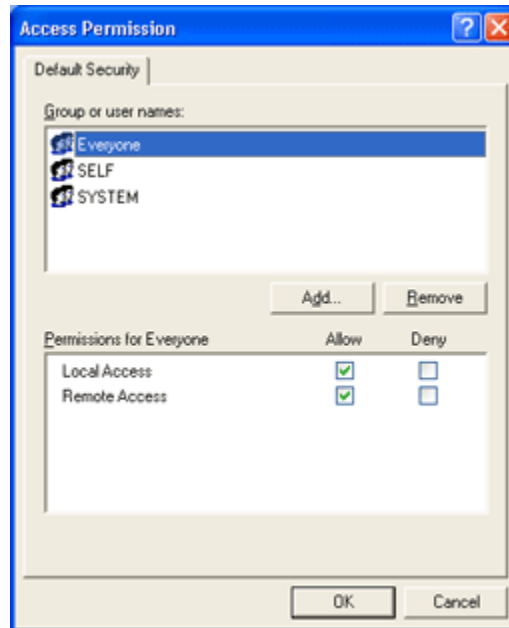 Access Permission
Default Security
Group or user names:
Everyone
SELF
SYSTEM
Add... Remove
Permissions for Everyone Allow Deny
Local Access
Remote Access
OK Cancel